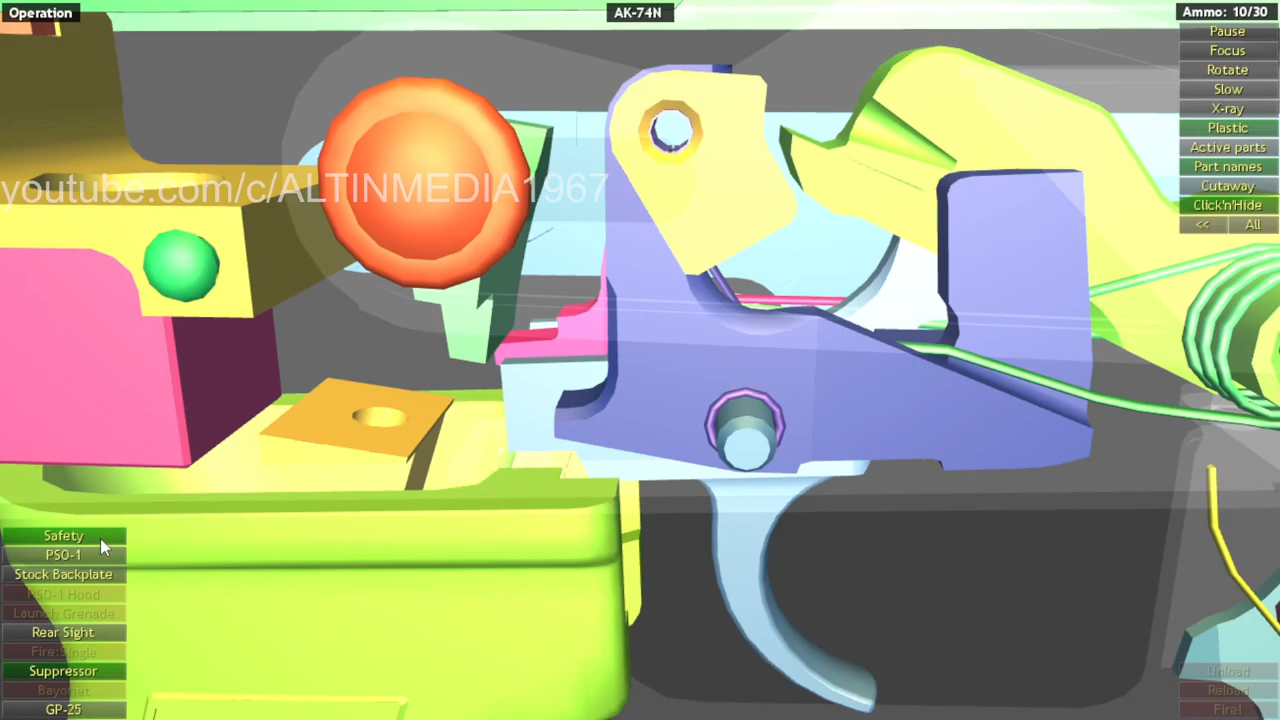 Operation
AK-74N
Ammo: 10/30
Pause
Focus
Rotate
Slow
X-ray
Plastic
Active parts
Part names
Cutaway
Click'n'Hide
<< All
youtube.com/c/ALTINMEDIA1967
Safety
PSO-1
Stock Backplate
PSO-1 Hood
Launch Grenade
Rear Sight
Fire:Single
Suppressor
Bayonet
GP-25
Unload
Reload
Fire!